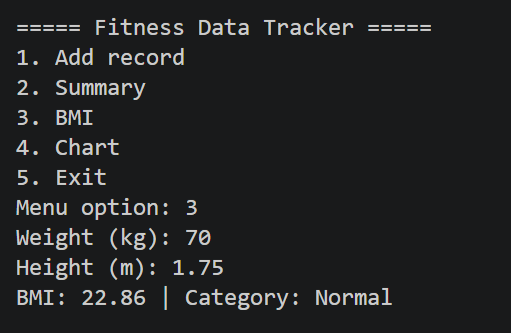 ===== Fitness Data Tracker =====
1. Add record
2. Summary
3. BMI
4. Chart
5. Exit
Menu option: 3
Weight (kg): 70
Height (m): 1.75
BMI: 22.86 | Category: Normal